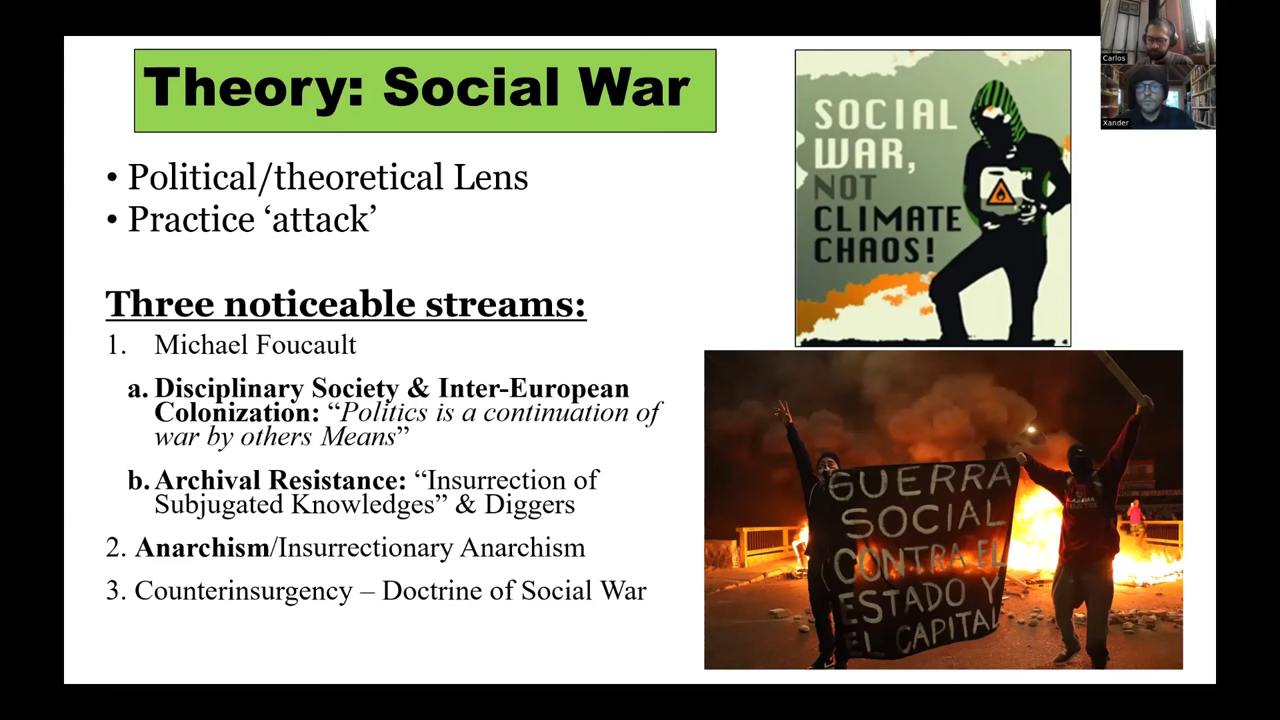 Theory: Social War
• Political/theoretical Lens
• Practice ‘attack’
Three noticeable streams:
1. Michael Foucault
a. Disciplinary Society & Inter-European
Colonization: “Politics is a continuation of
war by others Means”
b. Archival Resistance: “Insurrection of
Subjugated Knowledges” & Diggers
2. Anarchism/Insurrectionary Anarchism
3. Counterinsurgency – Doctrine of Social War
SOCIAL
WAR,
NOT
CLIMATE
CHAOS!
GUERRA
SOCIAL
CONTRA EL
ESTADO Y
EL CAPITAL
Carlos
Xander